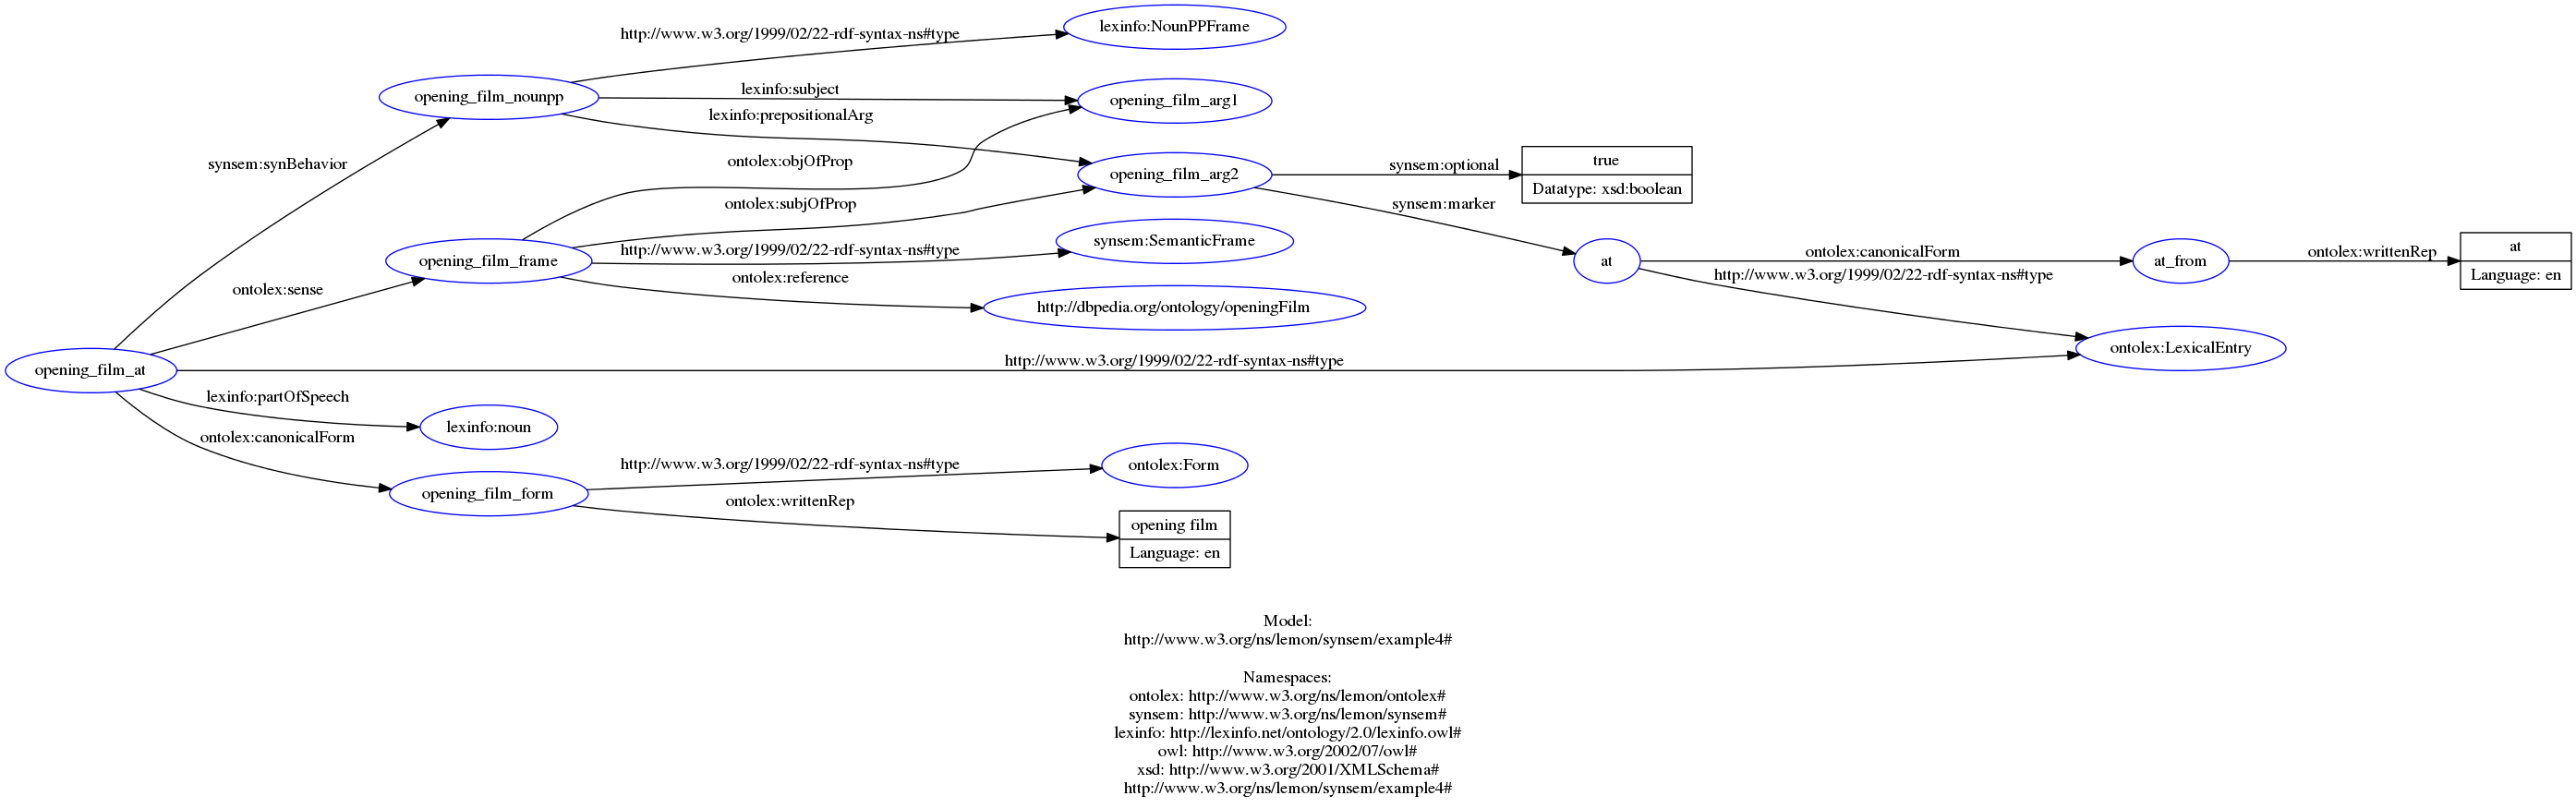 http://www.w3.org/1999/02/22-rdf-syntax-ns#type
lexinfo:NounPPFrame
opening_film_nounpp
lexinfo:subject
opening_film_arg1
lexinfo:prepositionalArg
synsem:synBehavior
ontolex:objOfProp
opening_film_arg2
synsem:optional
true
Datatype: xsd:boolean
ontolex:subjOfProp
synsem:marker
opening_film_frame
http://www.w3.org/1999/02/22-rdf-syntax-ns#type
synsem:SemanticFrame
at
ontolex:canonicalForm
at_from
ontolex:writtenRep
at
Language: en
http://www.w3.org/1999/02/22-rdf-syntax-ns#type
ontolex:sense
ontolex:reference
http://dbpedia.org/ontology/openingFilm
opening_film_at
http://www.w3.org/1999/02/22-rdf-syntax-ns#type
ontolex:LexicalEntry
lexinfo:partOfSpeech
lexinfo:noun
ontolex:canonicalForm
http://www.w3.org/1999/02/22-rdf-syntax-ns#type
ontolex:Form
opening_film_form
ontolex:writtenRep
opening film
Language: en
Model:
http://www.w3.org/ns/lemon/synsem/example4#
Namespaces:
ontolex: http://www.w3.org/ns/lemon/ontolex#
synsem: http://www.w3.org/ns/lemon/synsem#
lexinfo: http://lexinfo.net/ontology/2.0/lexinfo.owl#
owl: http://www.w3.org/2002/07/owl#
xsd: http://www.w3.org/2001/XMLSchema#
http://www.w3.org/ns/lemon/synsem/example4#